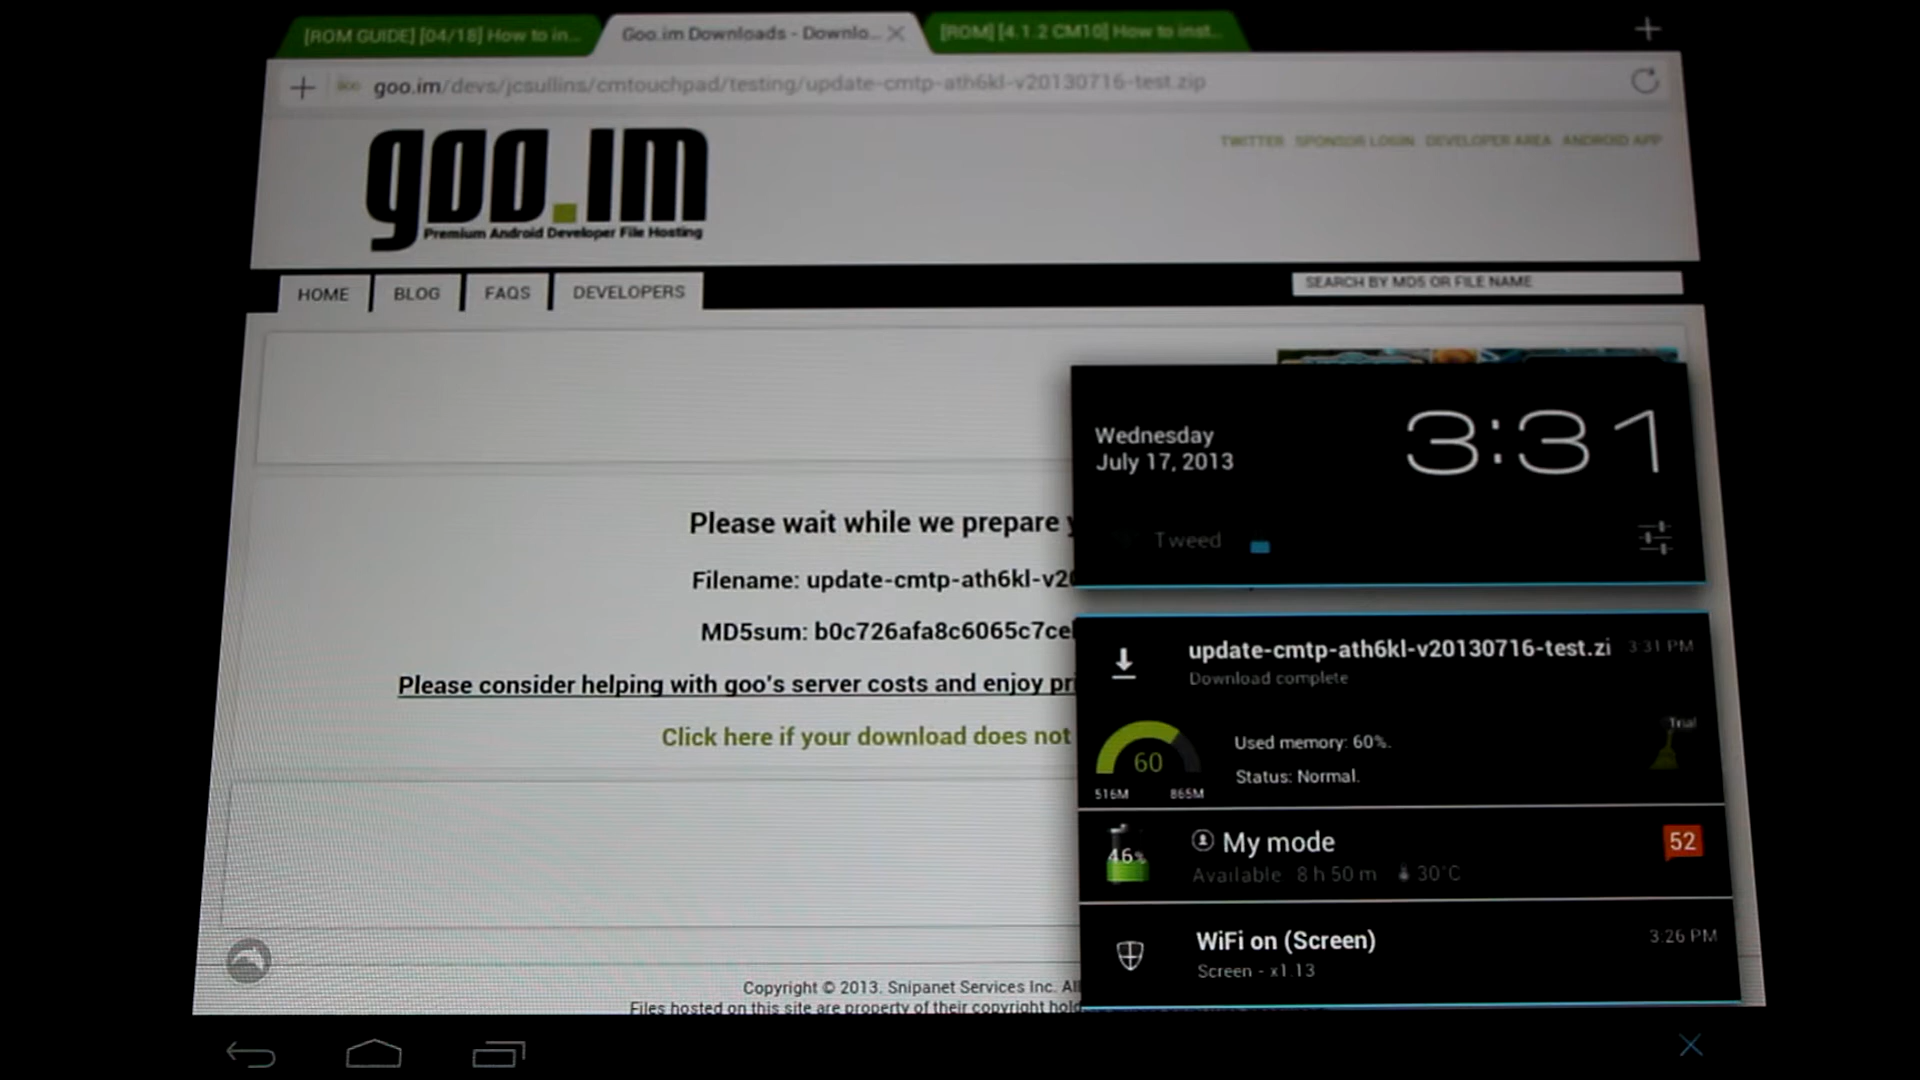 [ROM GUIDE] [04/18] How to in...
Goo.im Downloads - Downlo...
[ROM] [4.1.2 CM10] How to inst...
goo.im/devs/jcsullins/cmtouchpad/testing/update-cmtp-ath6kl-v20130716-test.zip
TWITTER SPONSOR LOGIN DEVELOPER AREA ANDROID APP
goo.im
Premium Android Developer File Hosting
HOME BLOG FAQS DEVELOPERS
SEARCH BY MD5 OR FILE NAME
Please wait while we prepare
Filename: update-cmtp-ath6kl-v20
MD5sum: b0c726afa8c6065c7ce
Please consider helping with goo's server costs and enjoy pri
Click here if your download does not
Copyright © 2013. Snipanet Services Inc. All
Files hosted on this site are property of their copyright hold
Wednesday
July 17, 2013
3:31
Tweed
update-cmtp-ath6kl-v20130716-test.zi 3:31 PM
Download complete
60
516M 865M
Used memory: 60%.
Status: Normal.
Trial
46%
My mode
Available 8 h 50 m 30°C
52
WiFi on (Screen) 3:26 PM
Screen - x1.13